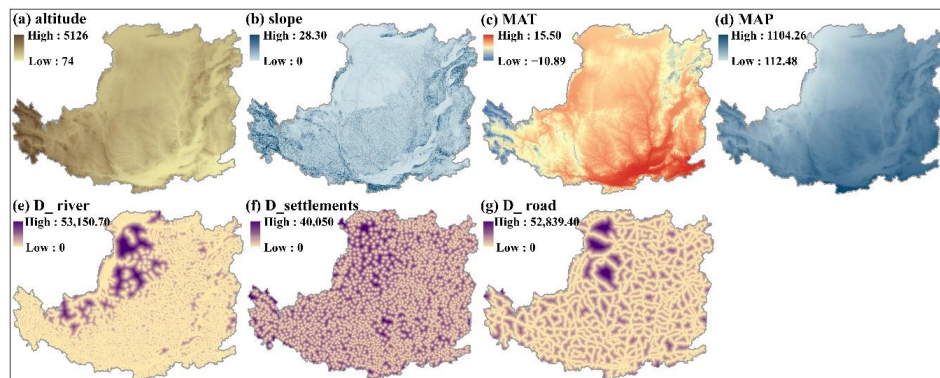 (a) altitude
High : 5126
Low : 74
(b) slope
High : 28.30
Low : 0
(c) MAT
High : 15.50
Low : −10.89
(d) MAP
High : 1104.26
Low : 112.48
(e) D_ river
High : 53,150.70
Low : 0
(f) D_settlements
High : 40,050
Low : 0
(g) D_road
High : 52,839.40
Low : 0